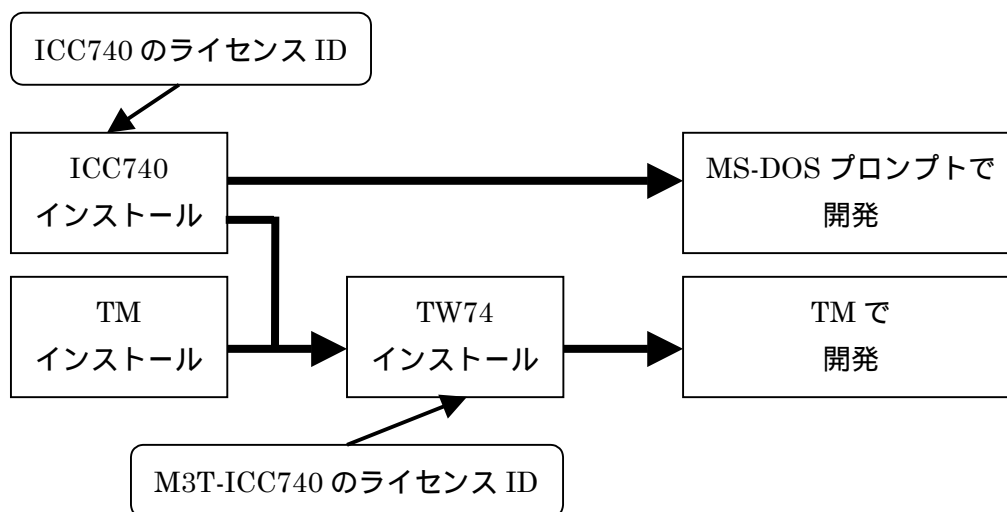 ICC740 のライセンス ID
ICC740
インストール
MS-DOS プロンプトで
開発
TM
インストール
TW74
インストール
TM で
開発
M3T-ICC740 のライセンス ID